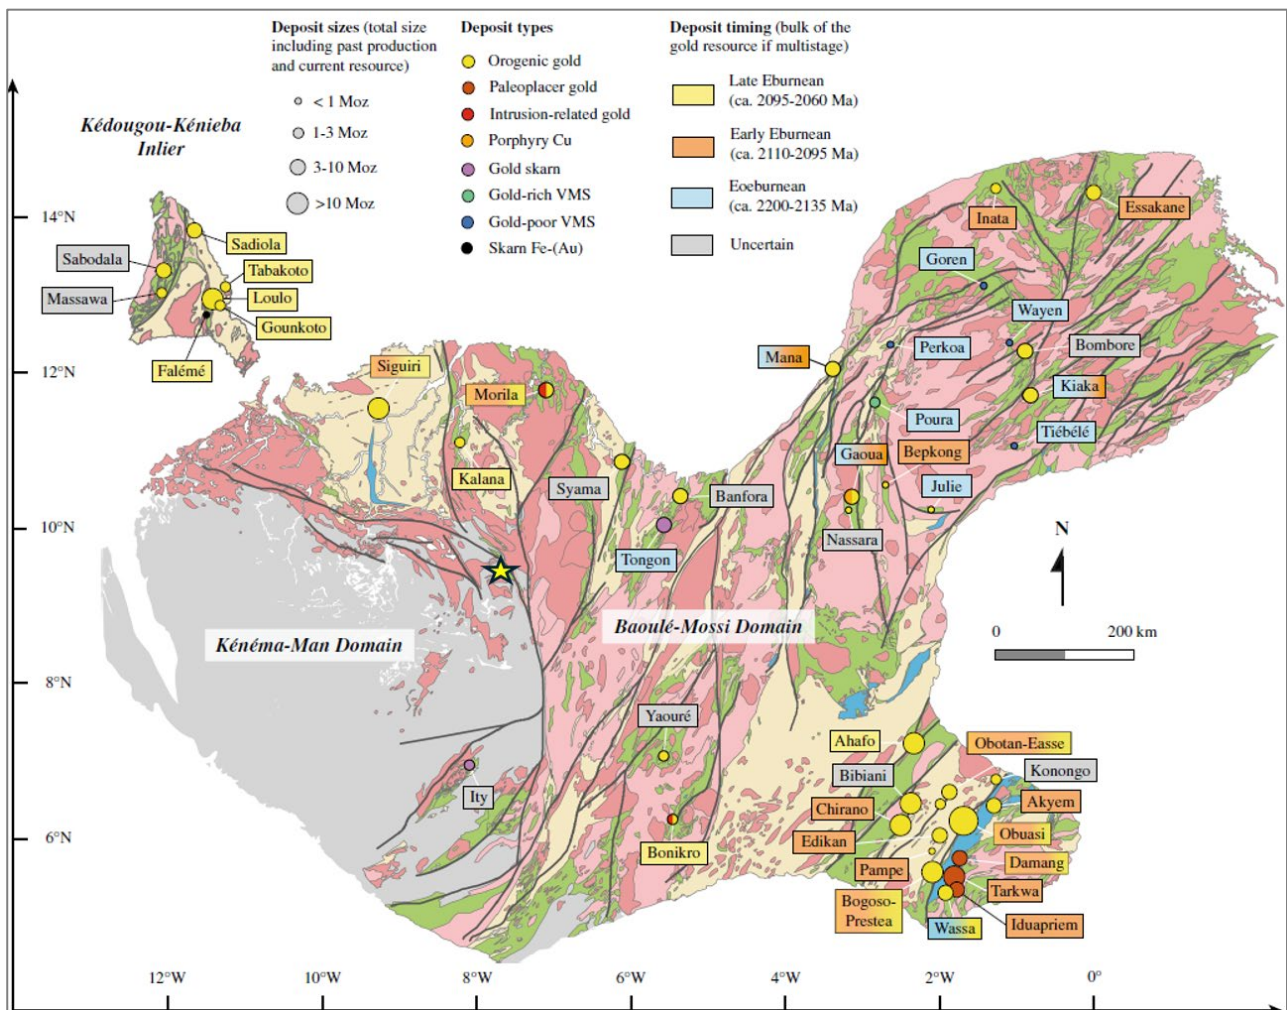 Deposit sizes (total size
including past production
and current resource)
< 1 Moz
1-3 Moz
3-10 Moz
>10 Moz
Deposit types
Orogenic gold
Paleoplacer gold
Intrusion-related gold
Porphyry Cu
Gold skarn
Gold-rich VMS
Gold-poor VMS
Skarn Fe-(Au)
Deposit timing (bulk of the
gold resource if multistage)
Late Eburnean
(ca. 2095-2060 Ma)
Early Eburnean
(ca. 2110-2095 Ma)
Eoeburnean
(ca. 2200-2135 Ma)
Uncertain
Kédougou-Kénieba
Inlier
14°N
12°N
10°N
8°N
6°N
Sadiola
Sabodala
Tabakoto
Massawa
Loulo
Gounkoto
Falémé
Siguiri
Morila
Kalana
Syama
Banfora
Tongon
Inata
Essakane
Goren
Wayen
Perkoa
Bombore
Mana
Kiaka
Poura
Tiébélé
Gaoua
Bepkong
Julie
Nassara
N
0
200 km
Kénéma-Man Domain
Baoulé-Mossi Domain
Yaouré
Ity
Bonikro
Ahafo
Obotan-Easse
Bibiani
Konongo
Chirano
Akyem
Edikan
Obuasi
Pampe
Damang
Bogoso-
Prestea
Tarkwa
Wassa
Iduapriem
12°W
10°W
8°W
6°W
4°W
2°W
0°